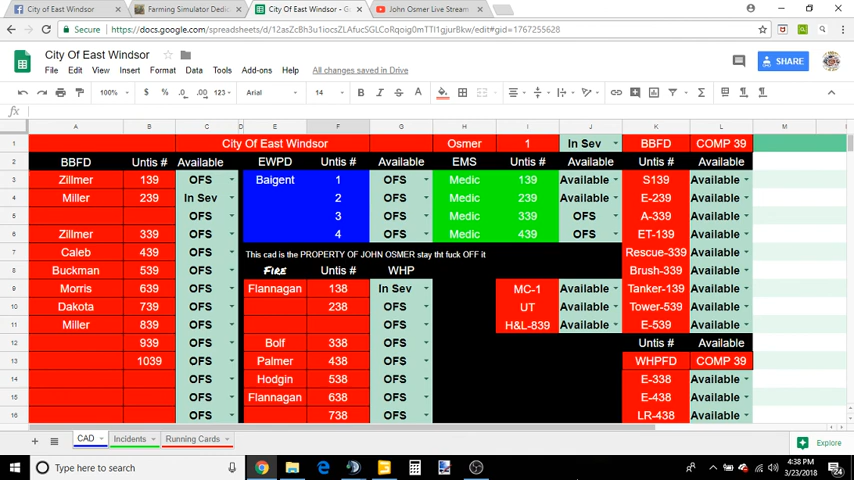 City of East Windsor
Farming Simulator Dedic
City Of East Windsor - G
John Osmer Live Stream
Secure
https://docs.google.com/spreadsheets/d/12asZcBh3u1iocsZLAfucSGLCoRqoig0mTTI1gjurBkw/edit#gid=1767255628
City Of East Windsor
File Edit View Insert Format Data Tools Add-ons Help All changes saved in Drive
SHARE
100% $ % .0 .00 123 Arial 14 B I S A
fx
A B C D E F G H I J K L M
1 City Of East Windsor Osmer 1 In Sev BBFD COMP 39
2 BBFD Untis # Available EWPD Untis # Available EMS Untis # Available Untis # Available
3 Zillmer 139 OFS Baigent 1 OFS Medic 139 Available S139 Available
4 Miller 239 In Sev 2 OFS Medic 239 Available E-239 Available
5 OFS 3 OFS Medic 339 OFS A-339 Available
6 Zillmer 339 OFS 4 OFS Medic 439 OFS ET-139 Available
7 Caleb 439 OFS This cad is the PROPERTY OF JOHN OSMER stay tht fuck OFF it Rescue-339 Available
8 Buckman 539 OFS Fire Untis # WHP Brush-339 Available
9 Morris 639 OFS Flannagan 138 In Sev MC-1 Available Tanker-139 Available
10 Dakota 739 OFS 238 OFS UT Available Tower-539 Available
11 Miller 839 OFS OFS H&L-839 Available E-539 Available
12 939 OFS Bolf 338 OFS Untis # Available
13 1039 OFS Palmer 438 OFS WHPFD COMP 39
14 OFS Hodgin 538 OFS E-338 Available
15 OFS Flannagan 638 OFS E-438 Available
16 OFS 738 OFS LR-438 Available
CAD Incidents Running Cards
Explore
Type here to search
4:38 PM
3/23/2018
24